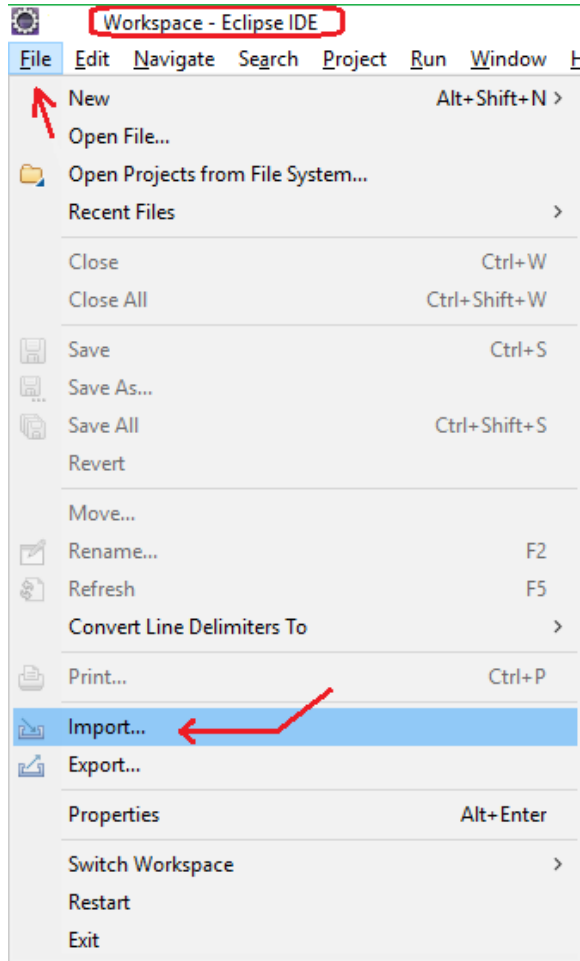 Workspace - Eclipse IDE
File Edit Navigate Search Project Run Window
New Alt+Shift+N >
Open File...
Open Projects from File System...
Recent Files >
Close Ctrl+W
Close All Ctrl+Shift+W
Save Ctrl+S
Save As...
Save All Ctrl+Shift+S
Revert
Move...
Rename... F2
Refresh F5
Convert Line Delimiters To >
Print... Ctrl+P
Import...
Export...
Properties Alt+Enter
Switch Workspace >
Restart
Exit